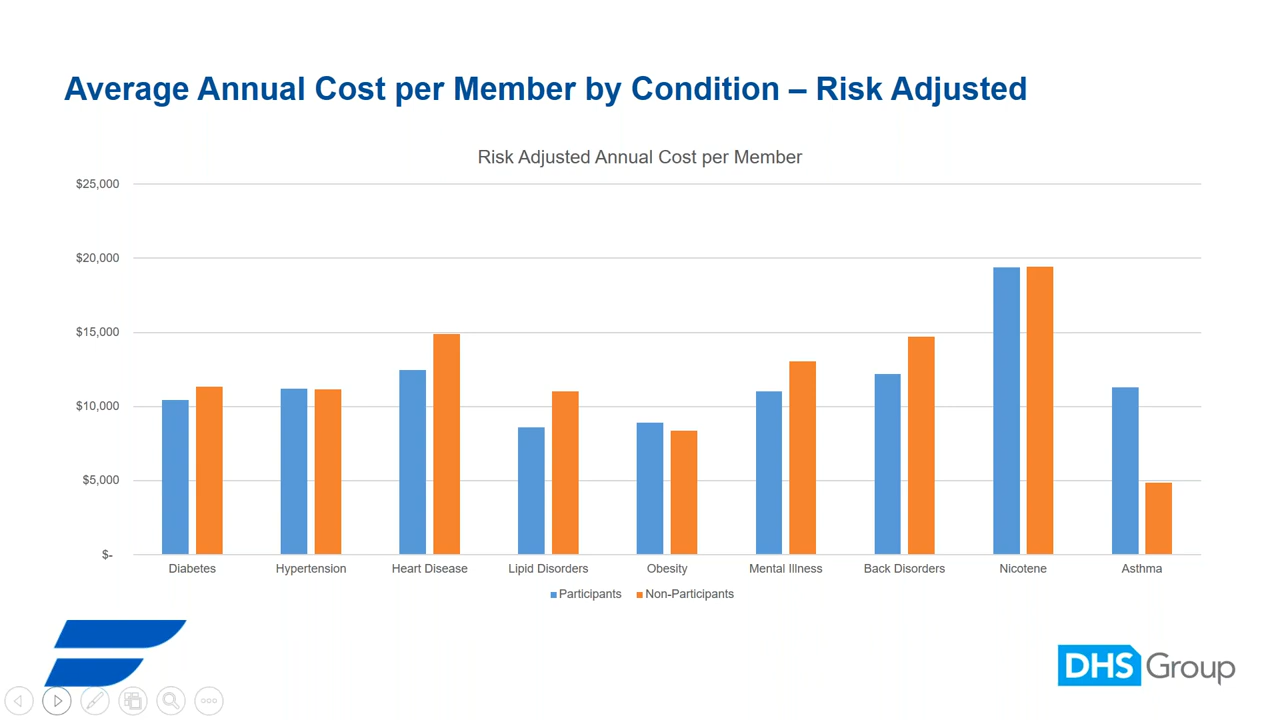 Average Annual Cost per Member by Condition – Risk Adjusted
Risk Adjusted Annual Cost per Member
$25,000
$20,000
$15,000
$10,000
$5,000
$-
Diabetes Hypertension Heart Disease Lipid Disorders Obesity Mental Illness Back Disorders Nicotene Asthma
Participants Non-Participants
DHS Group